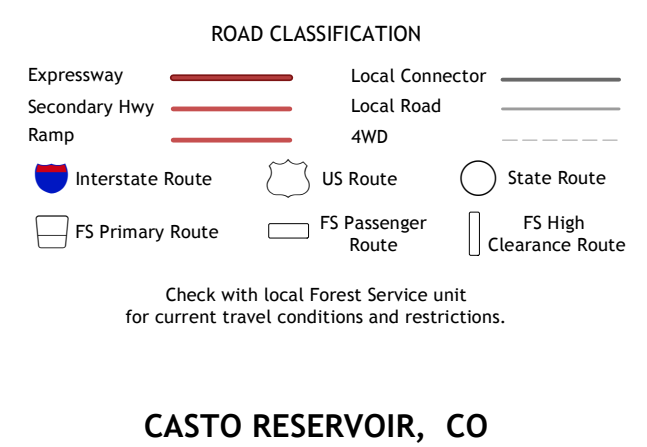 ROAD CLASSIFICATION
Expressway
Local Connector
Secondary Hwy
Local Road
Ramp
4WD
Interstate Route
US Route
State Route
FS Primary Route
FS Passenger
Route
FS High
Clearance Route
Check with local Forest Service unit
for current travel conditions and restrictions.
CASTO RESERVOIR, CO